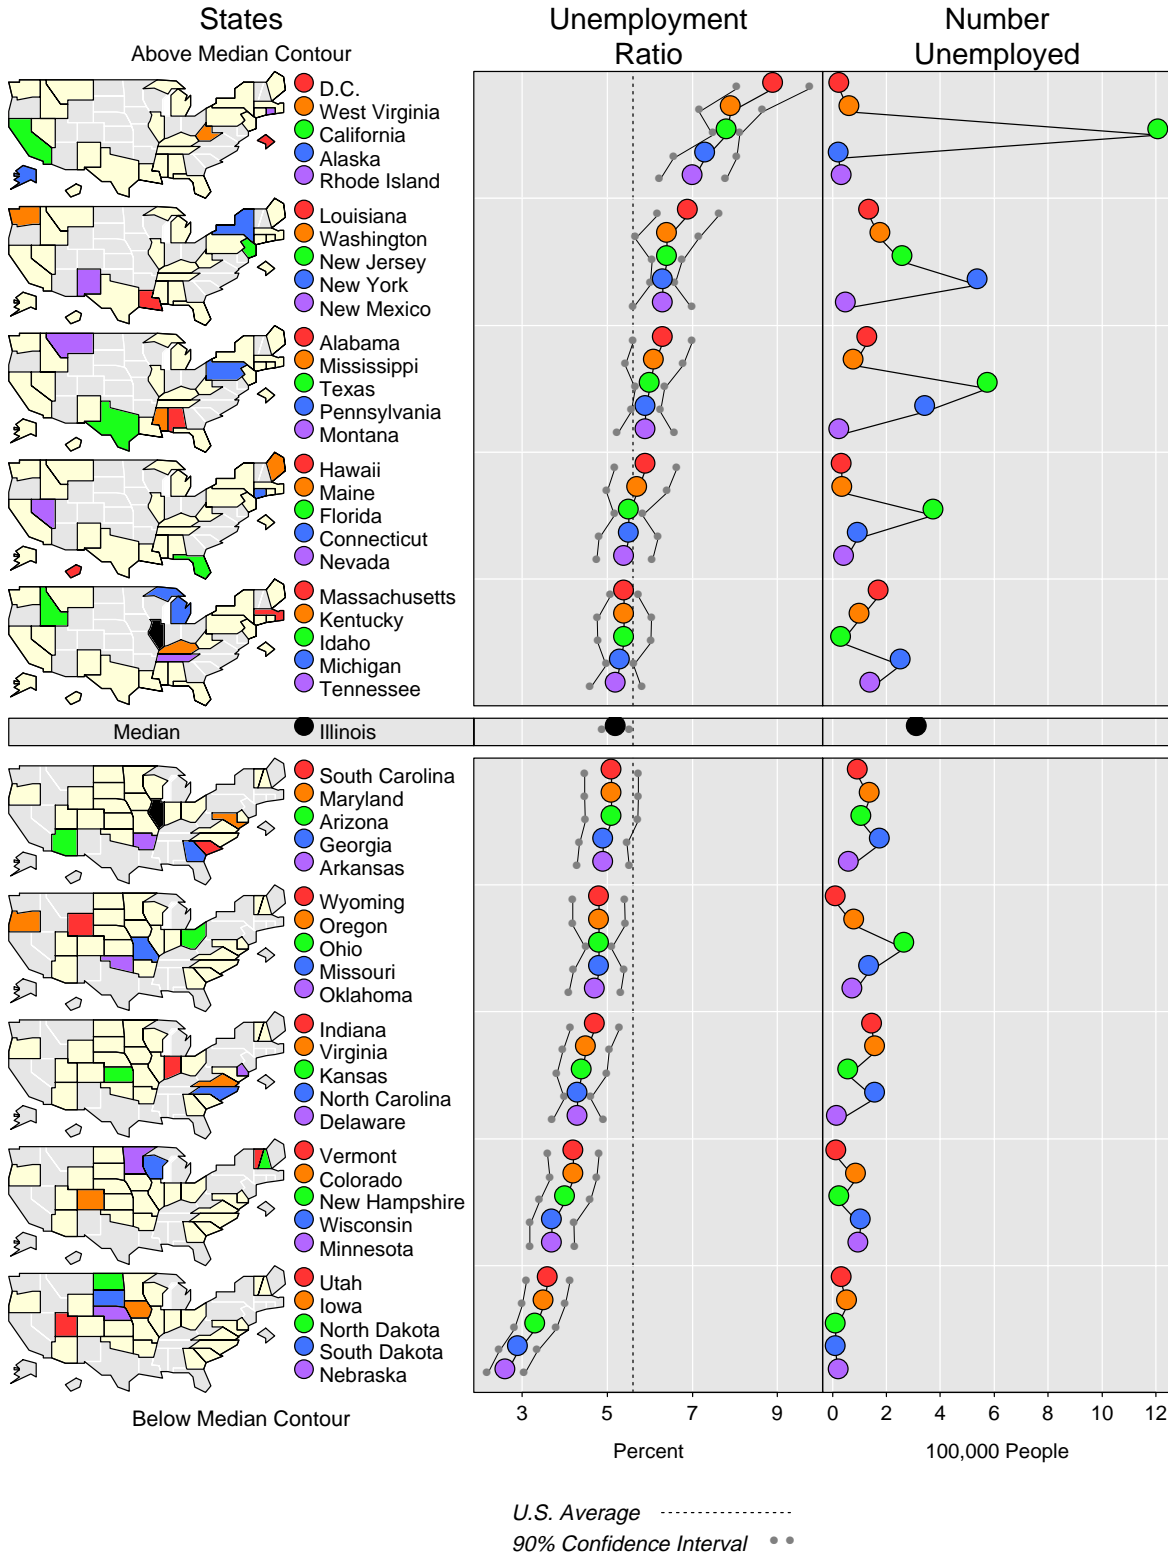 States
Above Median Contour
Unemployment
Ratio
Number
Unemployed
D.C.
West Virginia
California
Alaska
Rhode Island
Louisiana
Washington
New Jersey
New York
New Mexico
Alabama
Mississippi
Texas
Pennsylvania
Montana
Hawaii
Maine
Florida
Connecticut
Nevada
Massachusetts
Kentucky
Idaho
Michigan
Tennessee
Median
Illinois
South Carolina
Maryland
Arizona
Georgia
Arkansas
Wyoming
Oregon
Ohio
Missouri
Oklahoma
Indiana
Virginia
Kansas
North Carolina
Delaware
Vermont
Colorado
New Hampshire
Wisconsin
Minnesota
Utah
Iowa
North Dakota
South Dakota
Nebraska
Below Median Contour
3 5 7 9
Percent
0 2 4 6 8 10 12
100,000 People
U.S. Average
90% Confidence Interval